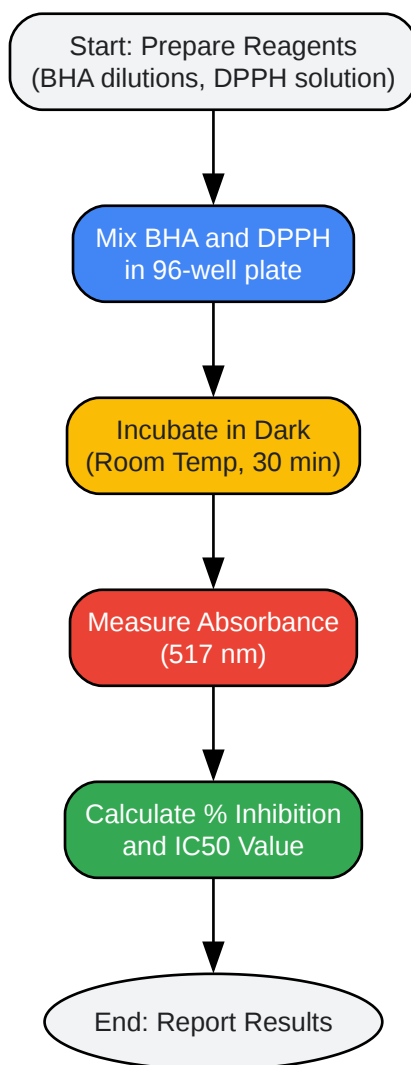 Start: Prepare Reagents
(BHA dilutions, DPPH solution)
Mix BHA and DPPH
in 96-well plate
Incubate in Dark
(Room Temp, 30 min)
Measure Absorbance
(517 nm)
Calculate % Inhibition
and IC50 Value
End: Report Results